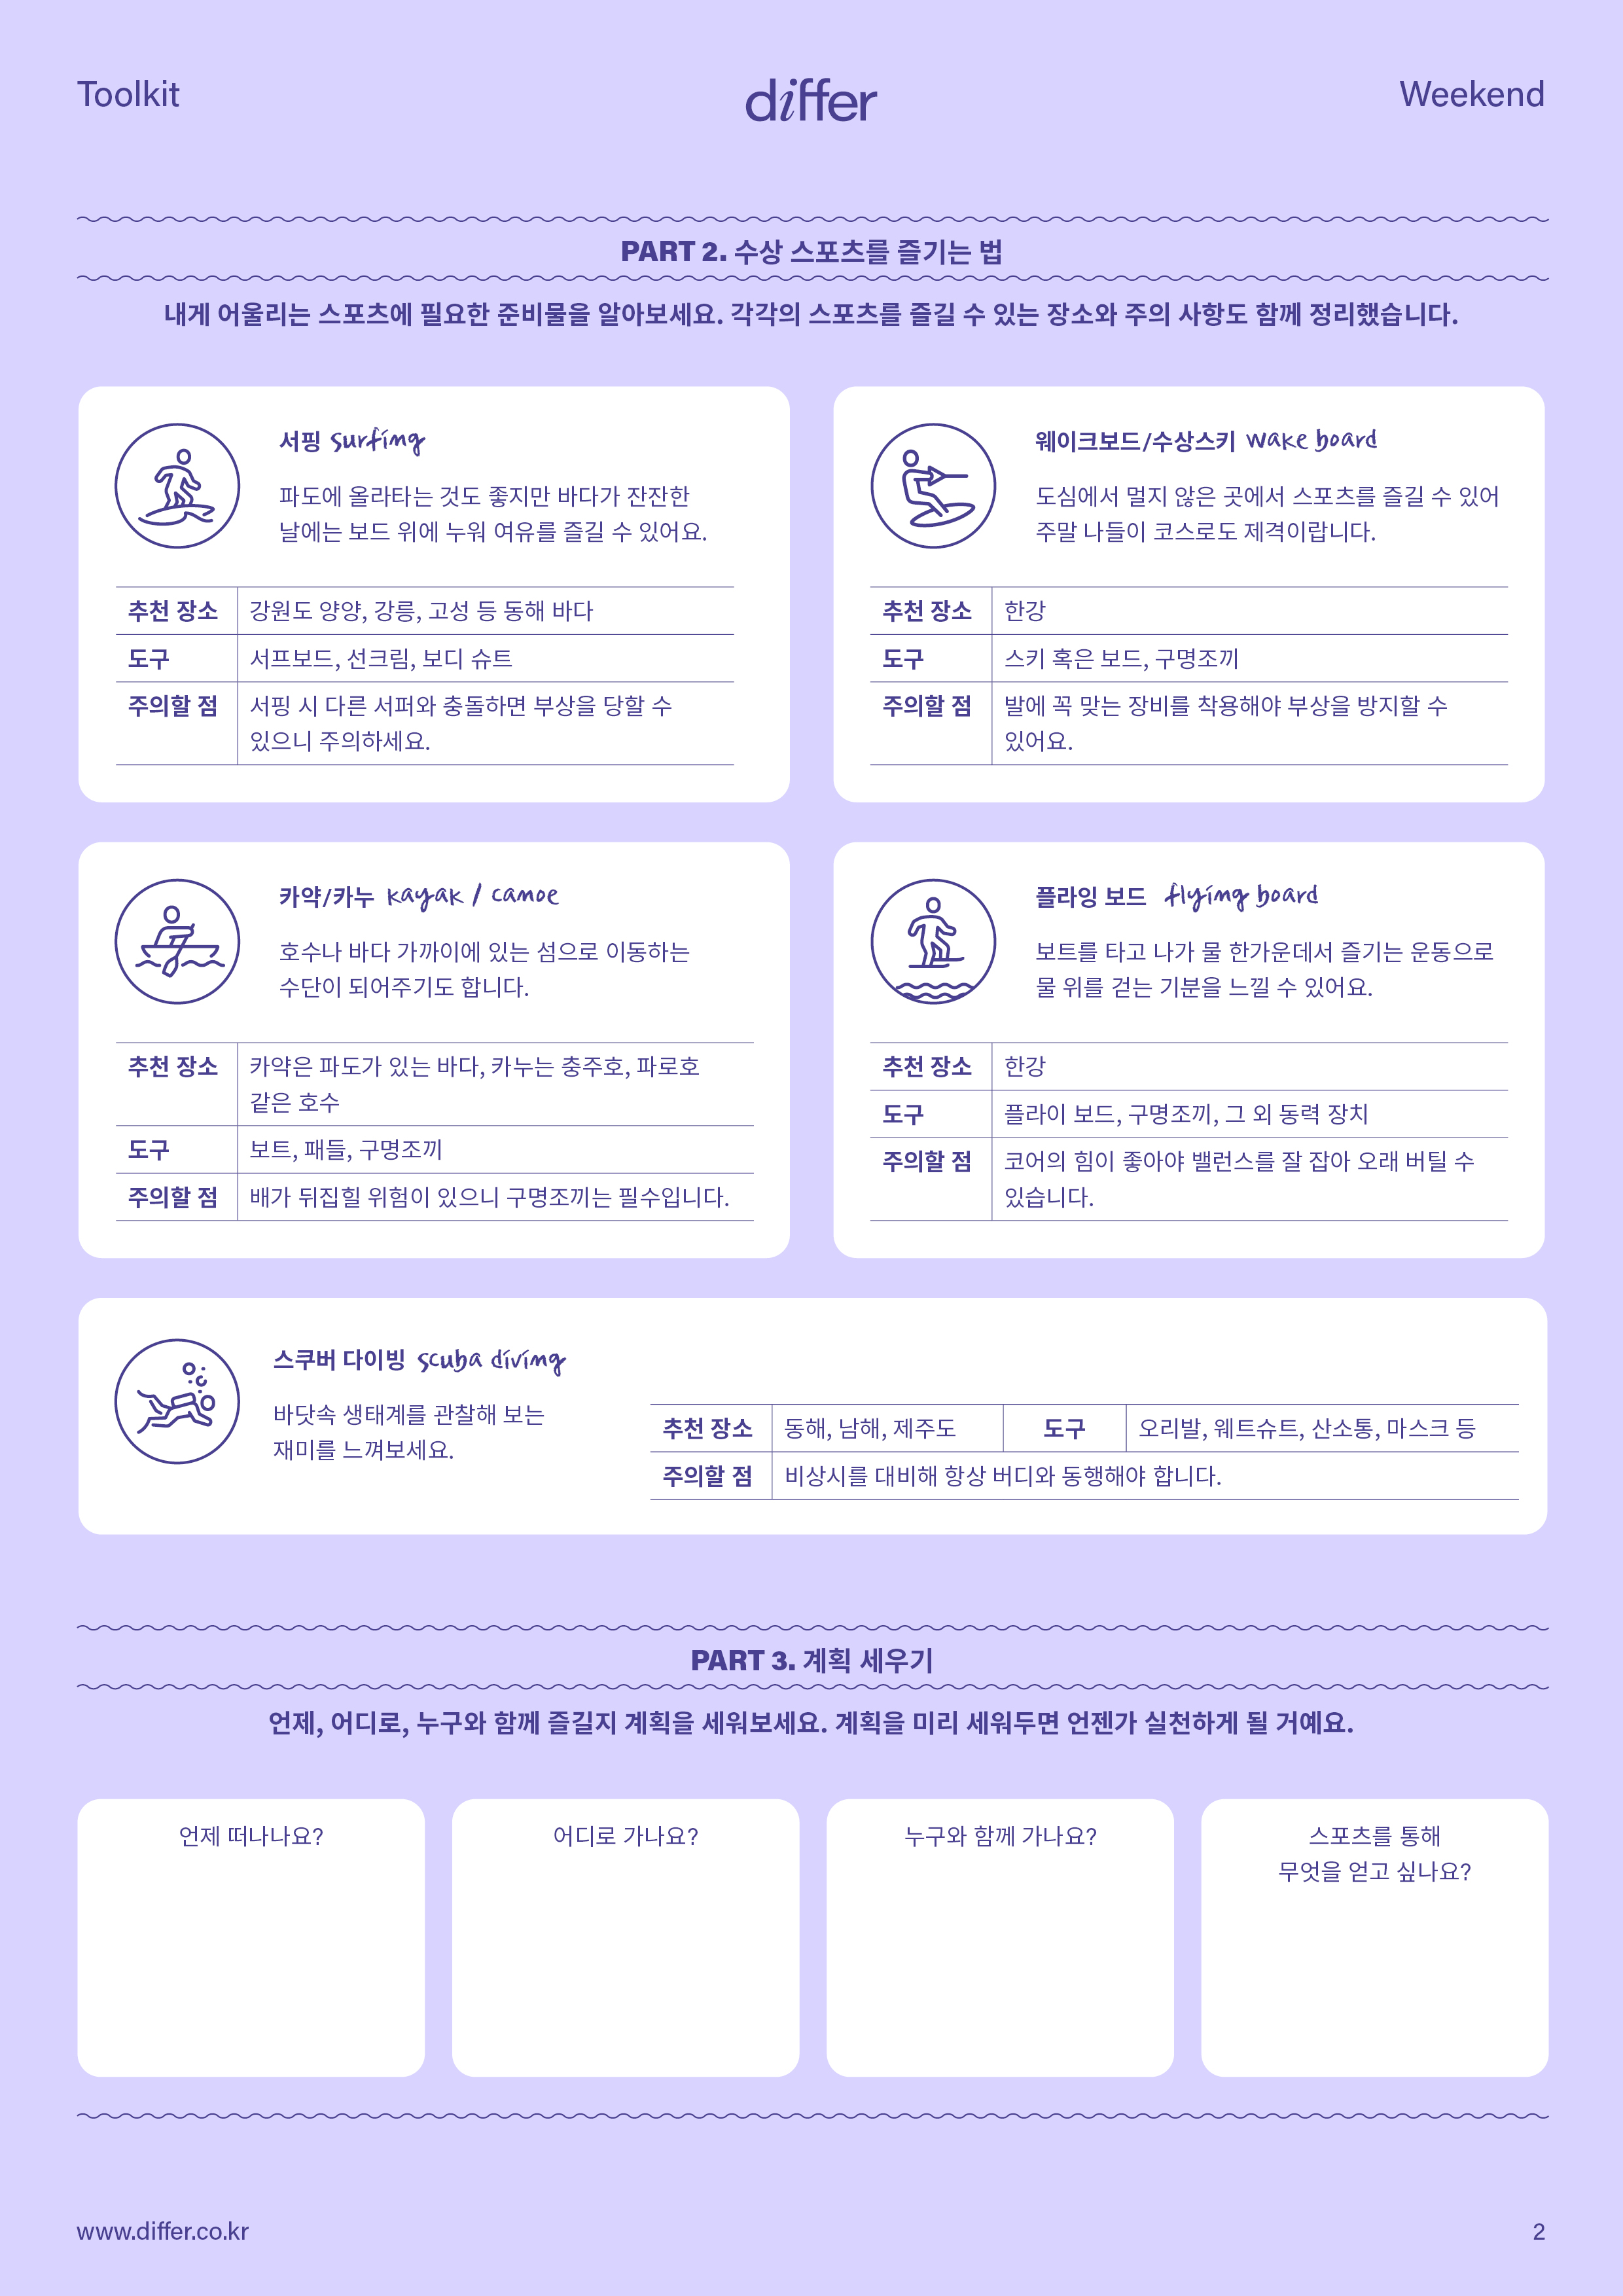 Toolkit
differ
Weekend
PART 2. 수상 스포츠를 즐기는 법
내게 어울리는 스포츠에 필요한 준비물을 알아보세요. 각각의 스포츠를 즐길 수 있는 장소와 주의 사항도 함께 정리했습니다.
서핑 surfing
파도에 올라타는 것도 좋지만 바다가 잔잔한
날에는 보드 위에 누워 여유를 즐길 수 있어요.
추천 장소 강원도 양양, 강릉, 고성 등 동해 바다
도구 서프보드, 선크림, 보디 슈트
주의할 점 서핑 시 다른 서퍼와 충돌하면 부상을 당할 수
있으니 주의하세요.
웨이크보드/수상스키 wake board
도심에서 멀지 않은 곳에서 스포츠를 즐길 수 있어
주말 나들이 코스로도 제격이랍니다.
추천 장소 한강
도구 스키 혹은 보드, 구명조끼
주의할 점 발에 꼭 맞는 장비를 착용해야 부상을 방지할 수
있어요.
카약/카누 kayak / canoe
호수나 바다 가까이에 있는 섬으로 이동하는
수단이 되어주기도 합니다.
추천 장소 카약은 파도가 있는 바다, 카누는 충주호, 파로호
같은 호수
도구 보트, 패들, 구명조끼
주의할 점 배가 뒤집힐 위험이 있으니 구명조끼는 필수입니다.
플라잉 보드 flying board
보트를 타고 나가 물 한가운데서 즐기는 운동으로
물 위를 걷는 기분을 느낄 수 있어요.
추천 장소 한강
도구 플라이 보드, 구명조끼, 그 외 동력 장치
주의할 점 코어의 힘이 좋아야 밸런스를 잘 잡아 오래 버틸 수
있습니다.
스쿠버 다이빙 scuba diving
바닷속 생태계를 관찰해 보는
재미를 느껴보세요.
추천 장소 동해, 남해, 제주도 도구 오리발, 웨트슈트, 산소통, 마스크 등
주의할 점 비상시를 대비해 항상 버디와 동행해야 합니다.
PART 3. 계획 세우기
언제, 어디로, 누구와 함께 즐길지 계획을 세워보세요. 계획을 미리 세워두면 언젠가 실천하게 될 거예요.
언제 떠나나요?
어디로 가나요?
누구와 함께 가나요?
스포츠를 통해
무엇을 얻고 싶나요?
www.differ.co.kr
2